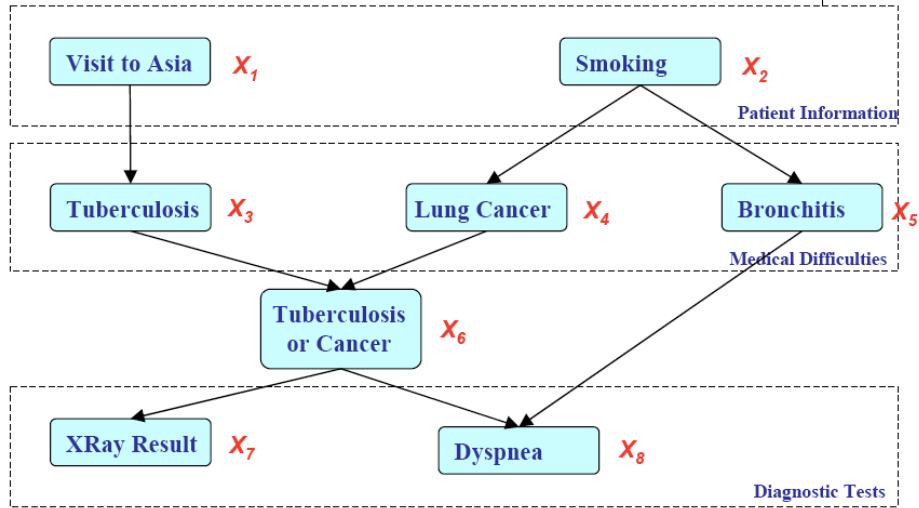 Visit to Asia X1
Smoking X2
Patient Information
Tuberculosis X3
Lung Cancer X4
Bronchitis X5
Medical Difficulties
Tuberculosis
or Cancer X6
XRay Result X7
Dyspnea X8
Diagnostic Tests